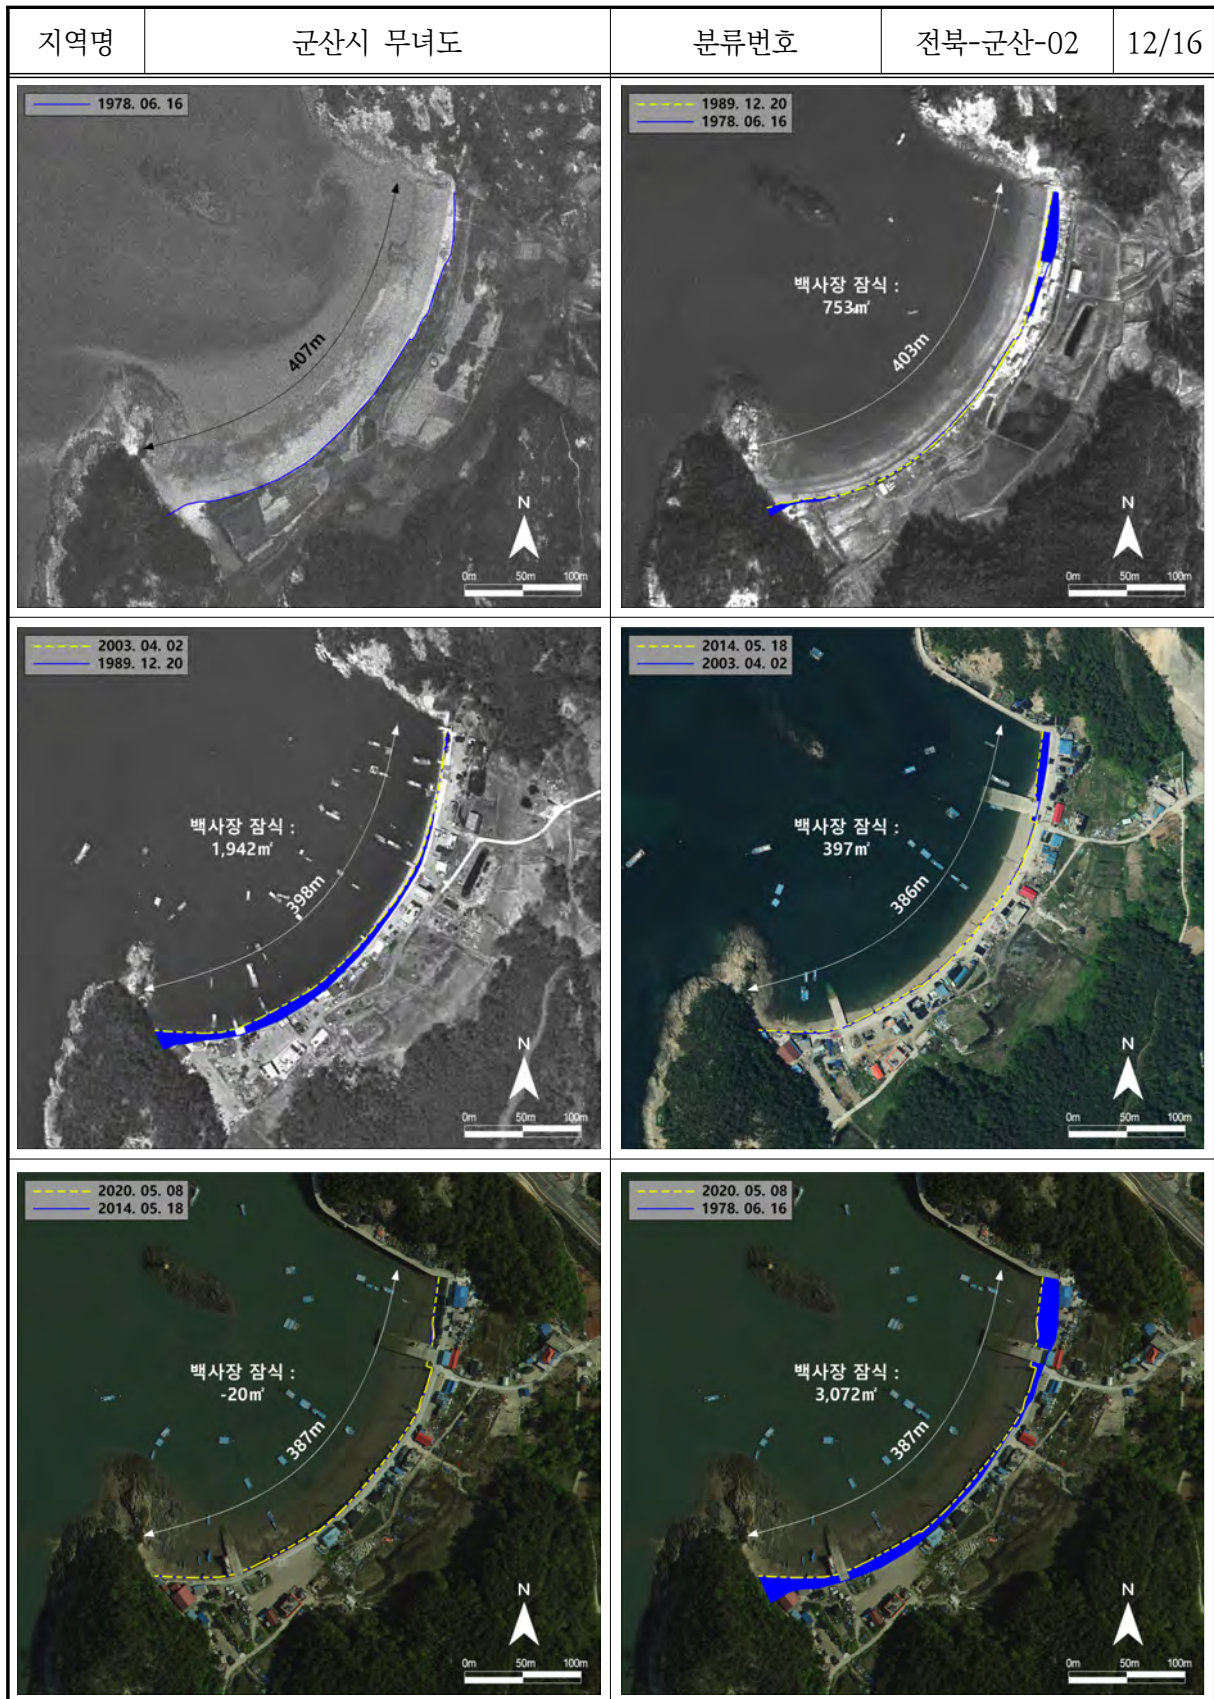 지역명 군산시 무녀도 분류번호 전북-군산-02 12/16
1978. 06. 16
407m
N
0m 50m 100m
1989. 12. 20
1978. 06. 16
백사장 잠식 :
753㎡
403m
N
0m 50m 100m
2003. 04. 02
1989. 12. 20
백사장 잠식 :
1,942㎡
398m
N
0m 50m 100m
2014. 05. 18
2003. 04. 02
백사장 잠식 :
397㎡
386m
N
0m 50m 100m
2020. 05. 08
2014. 05. 18
백사장 잠식 :
-20㎡
387m
N
0m 50m 100m
2020. 05. 08
1978. 06. 16
백사장 잠식 :
3,072㎡
387m
N
0m 50m 100m